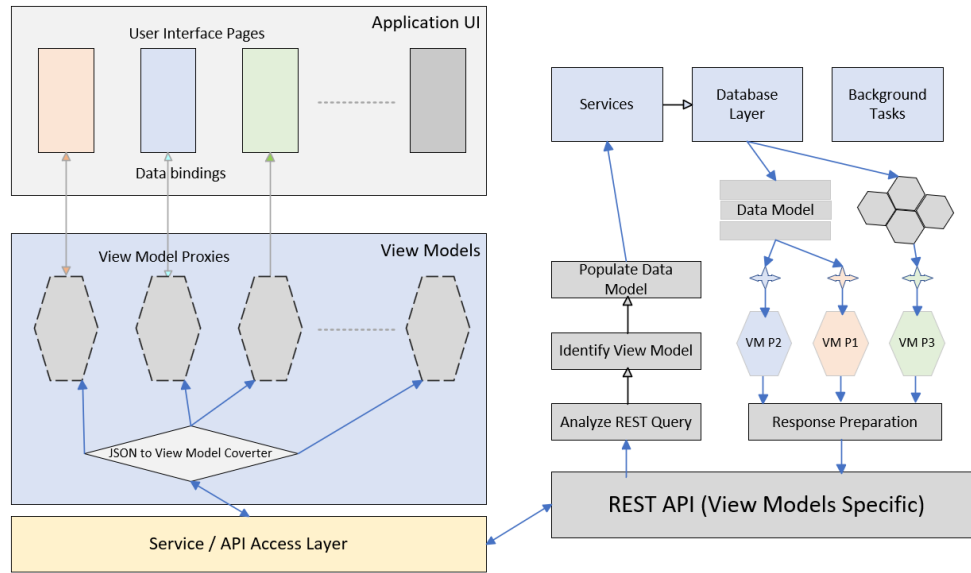 Application UI
User Interface Pages
Data bindings
View Models
View Model Proxies
JSON to View Model Coverter
Service / API Access Layer
Services
Database
Layer
Background
Tasks
Data Model
Populate Data
Model
Identify View Model
VM P2
VM P1
VM P3
Analyze REST Query
Response Preparation
REST API (View Models Specific)